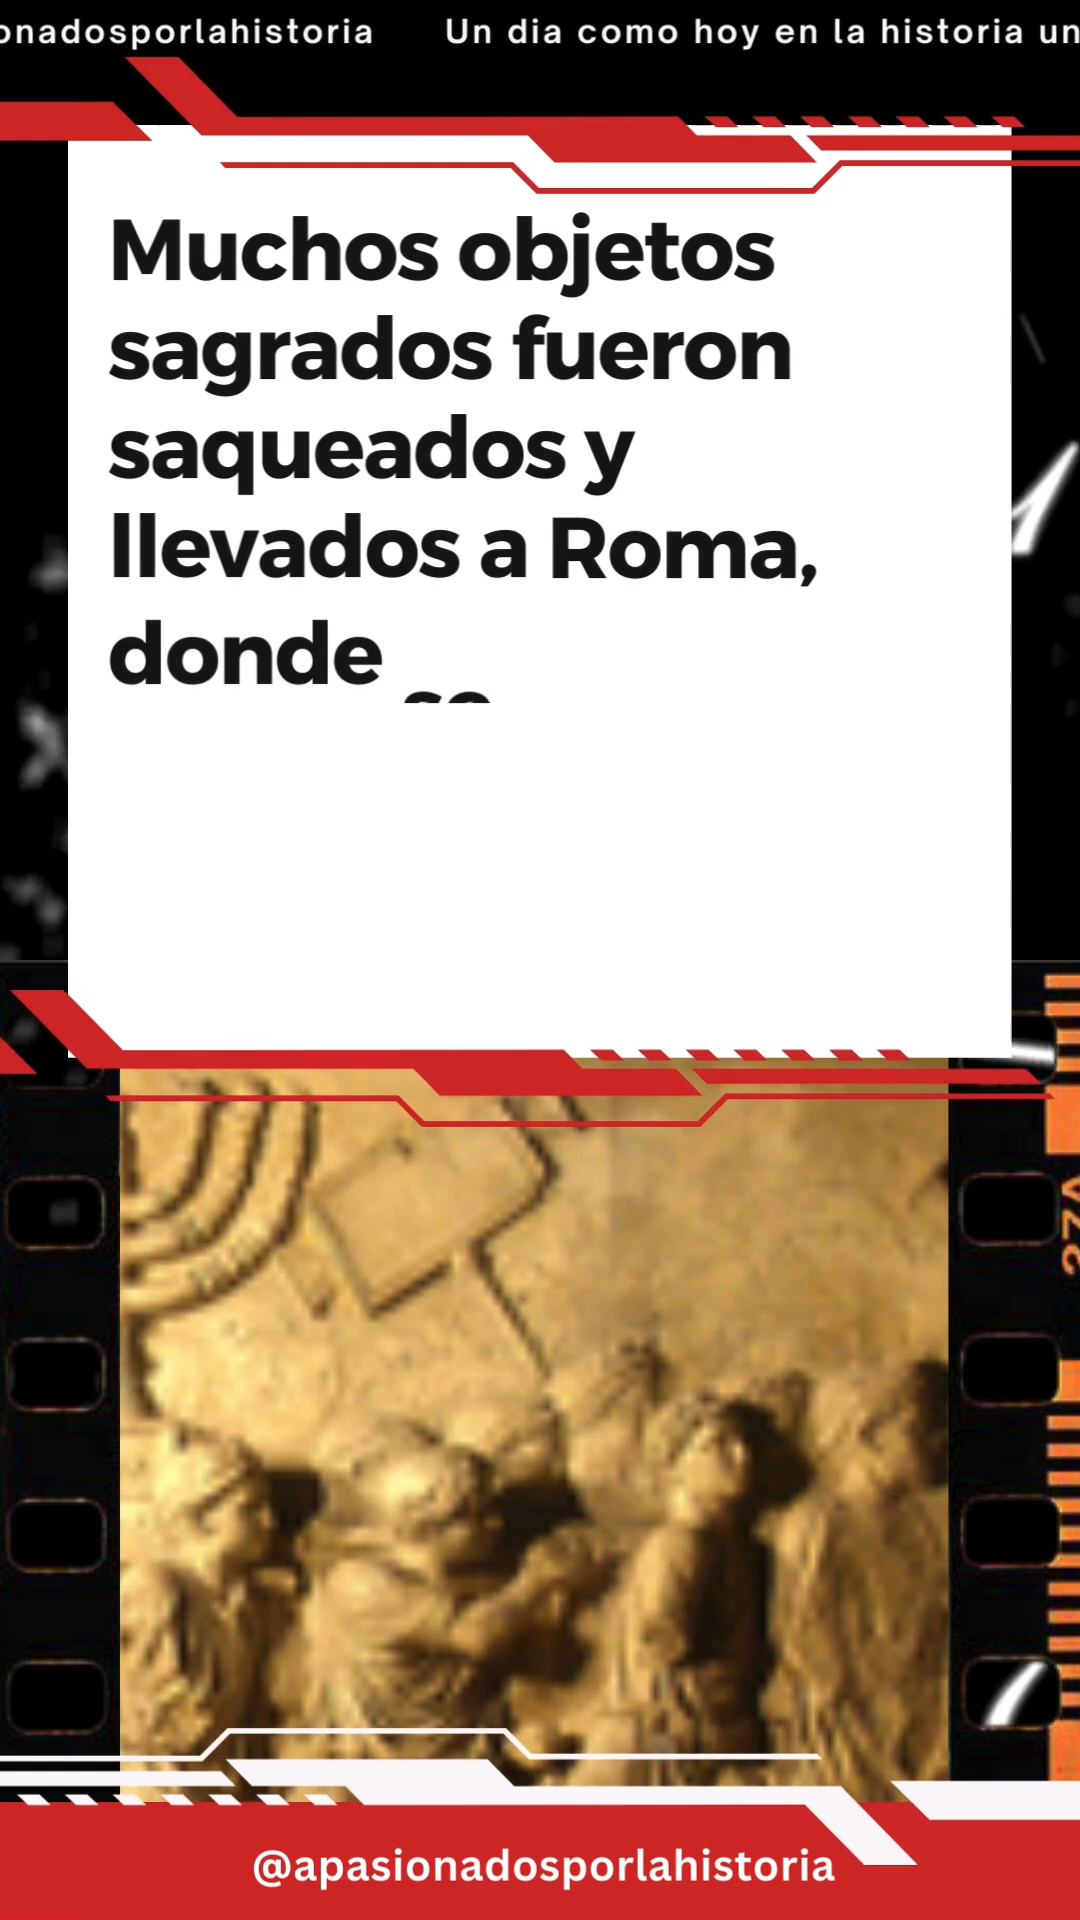 onadosporlahistoria Un dia como hoy en la historia un
Muchos objetos
sagrados fueron
saqueados y
llevados a Roma,
donde
@apasionadosporlahistoria